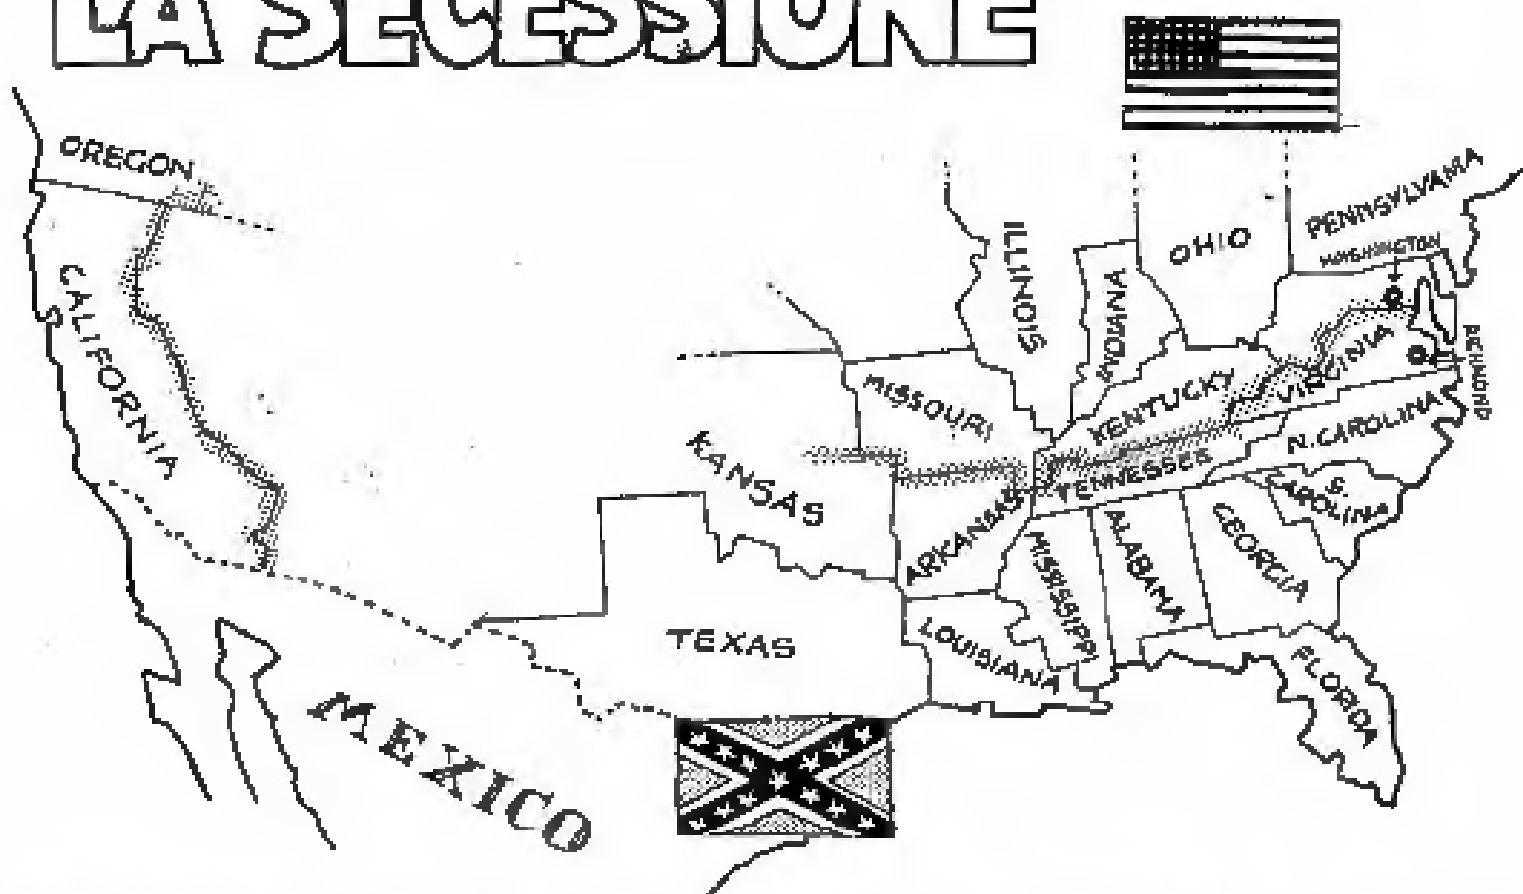 LA SECESSIONE
OREGON
CALIFORNIA
ILLINOIS
INDIANA
OHIO
PENNSYLVAMIA
WASHINGTON
MISSOURI
KENTUCKY
VIRGINIA
RICHMOND
KANSAS
TENNESSEE
N. CAROLINA
S. CAROLINA
ARKANSAS
MISSISSIPPI
ALABAMA
GEORGIA
TEXAS
LOUISIANA
FLORIDA
MEXICO